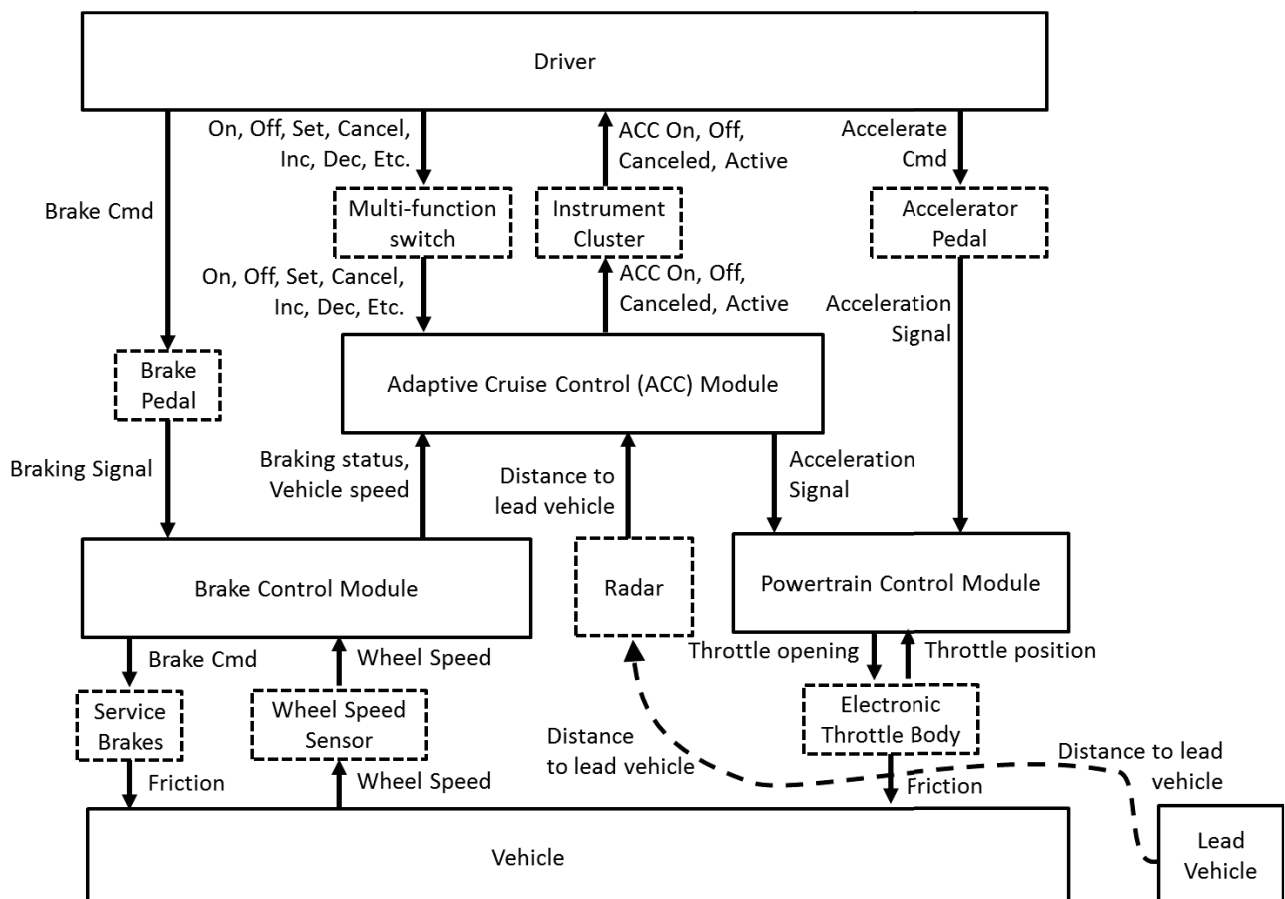 Driver
On, Off, Set, Cancel,
Inc, Dec, Etc.
ACC On, Off,
Canceled, Active
Accelerate
Cmd
Brake Cmd
Multi-function
switch
Instrument
Cluster
Accelerator
Pedal
On, Off, Set, Cancel,
Inc, Dec, Etc.
ACC On, Off,
Canceled, Active
Acceleration
Signal
Brake
Pedal
Adaptive Cruise Control (ACC) Module
Braking Signal
Braking status,
Vehicle speed
Distance to
lead vehicle
Acceleration
Signal
Brake Control Module
Radar
Powertrain Control Module
Brake Cmd
Wheel Speed
Throttle opening
Throttle position
Service
Brakes
Wheel Speed
Sensor
Electronic
Throttle Body
Distance
to lead vehicle
Distance to lead
vehicle
Friction
Wheel Speed
Friction
Vehicle
Lead
Vehicle